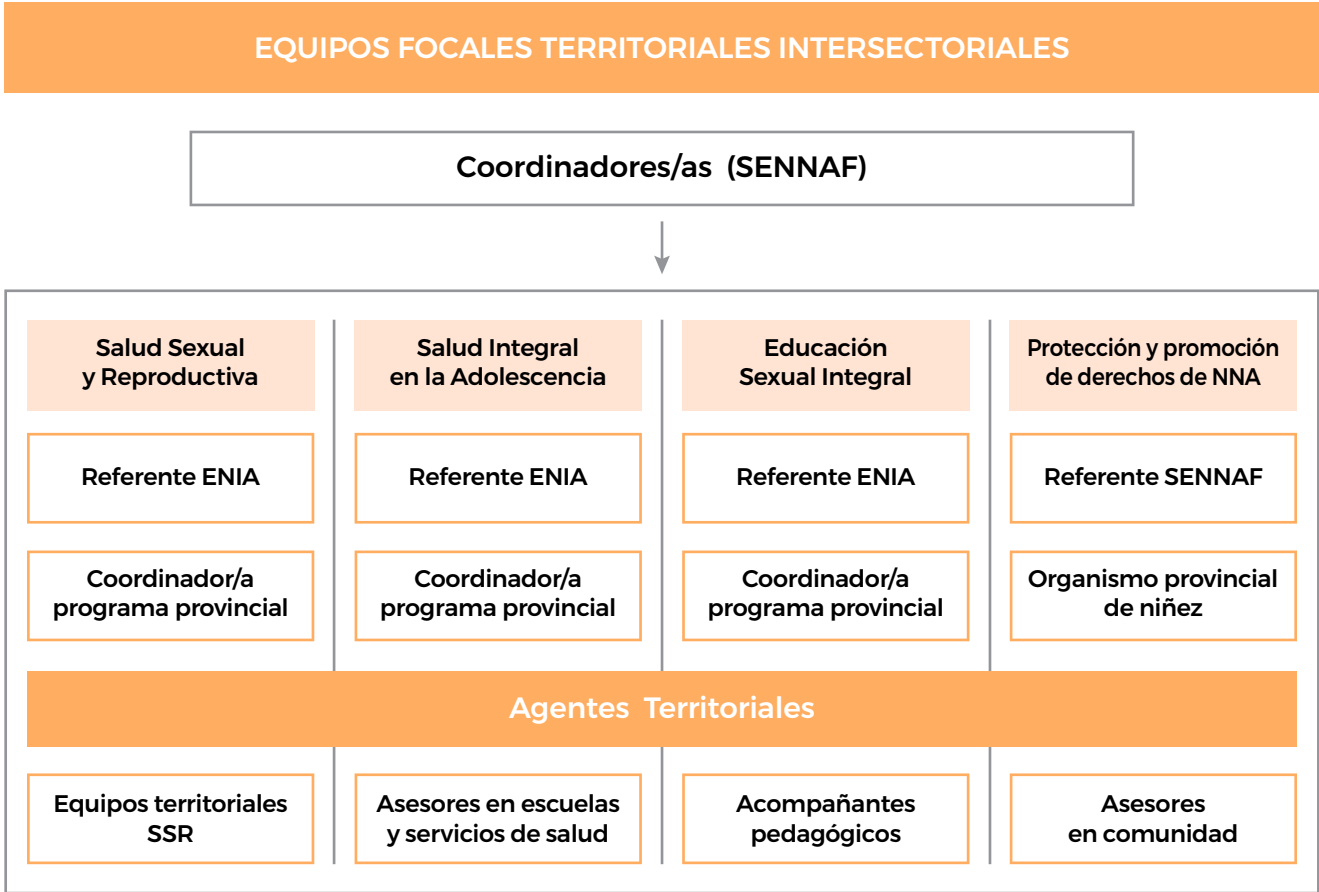 EQUIPOS FOCALES TERRITORIALES INTERSECTORIALES
Coordinadores/as (SENNAF)
Salud Sexual
y Reproductiva
Salud Integral
en la Adolescencia
Educación
Sexual Integral
Protección y promoción
de derechos de NNA
Referente ENIA
Referente ENIA
Referente ENIA
Referente SENNAF
Coordinador/a
programa provincial
Coordinador/a
programa provincial
Coordinador/a
programa provincial
Organismo provincial
de niñez
Agentes Territoriales
Equipos territoriales
SSR
Asesores en escuelas
y servicios de salud
Acompañantes
pedagógicos
Asesores
en comunidad